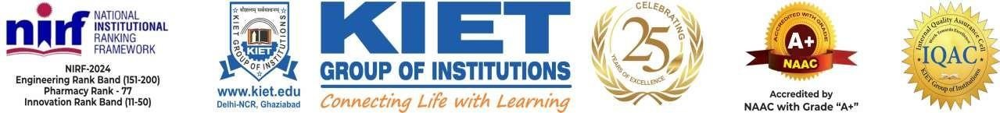 nirf
NATIONAL
INSTITUTIONAL
RANKING
FRAMEWORK
NIRF-2024
Engineering Rank Band (151-200)
Pharmacy Rank - 77
Innovation Rank Band (11-50)
KIET GROUP OF INSTITUTIONS
KIET
www.kiet.edu
Delhi-NCR, Ghaziabad
KIET
GROUP OF INSTITUTIONS
Connecting Life with Learning
CELEBRATING
25
YEARS OF EXCELLENCE
ACCREDITED WITH GRADE
A+
NAAC
Accredited by
NAAC with Grade “A+”
Internal Quality Assurance Cell
Work Towards Excellence
IQAC
KIET Group of Institutions